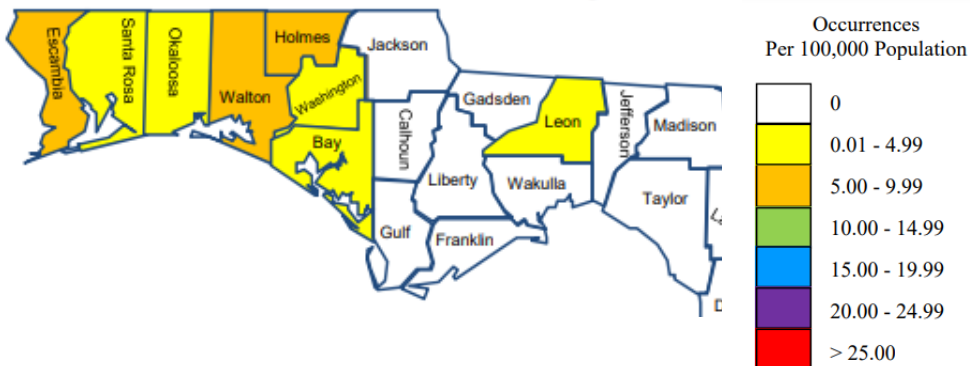 Escambia
Santa Rosa
Okaloosa
Walton
Holmes
Washington
Bay
Jackson
Calhoun
Gulf
Gadsden
Liberty
Franklin
Leon
Wakulla
Jefferson
Madison
Taylor
D
Occurrences
Per 100,000 Population
0
0.01 - 4.99
5.00 - 9.99
10.00 - 14.99
15.00 - 19.99
20.00 - 24.99
> 25.00